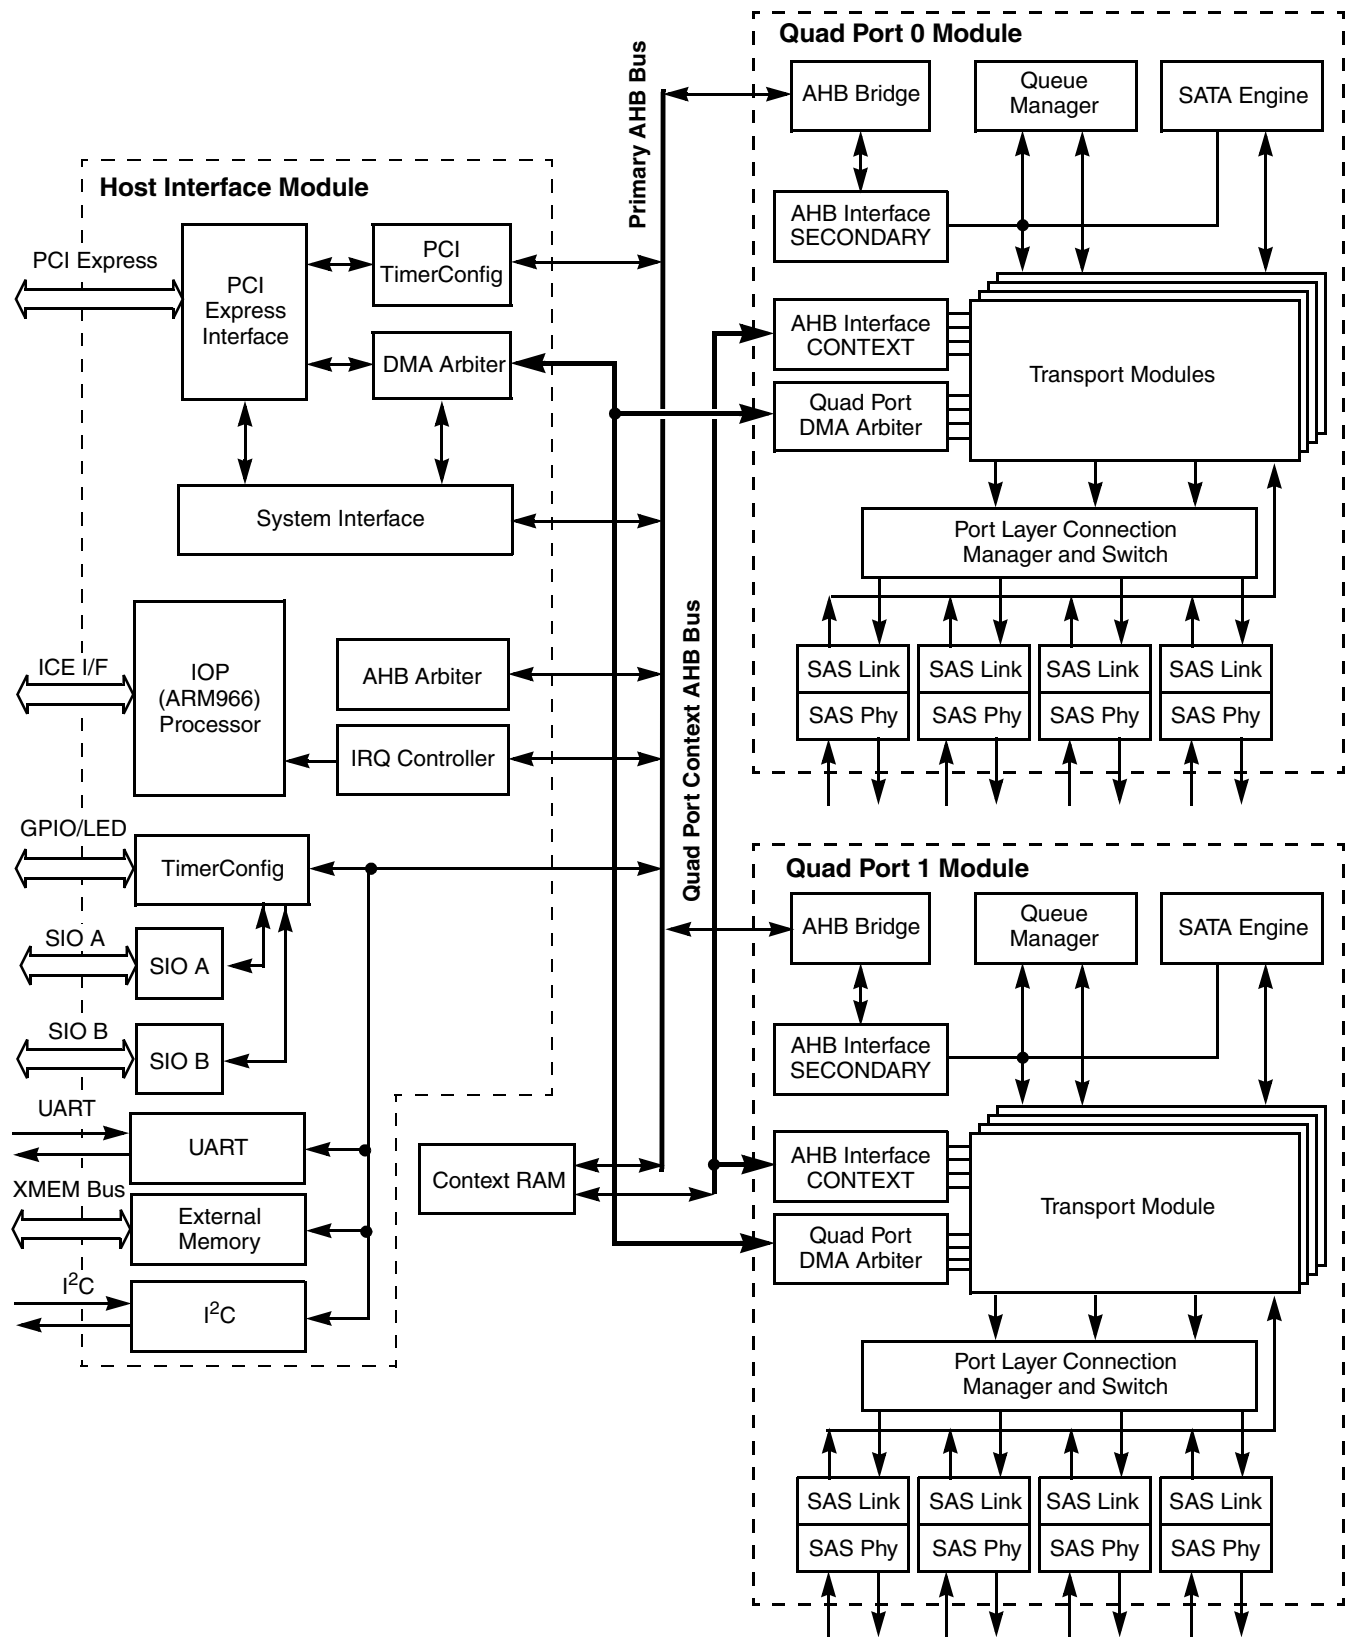 Host Interface Module
PCI Express
PCI
Express
Interface
PCI
TimerConfig
DMA Arbiter
System Interface
ICE I/F
IOP
(ARM966)
Processor
AHB Arbiter
IRQ Controller
GPIO/LED
TimerConfig
SIO A
SIO A
SIO B
SIO B
UART
UART
XMEM Bus
External
Memory
I²C
I²C
Context RAM
Primary AHB Bus
Quad Port Context AHB Bus
Quad Port 0 Module
AHB Bridge
Queue
Manager
SATA Engine
AHB Interface
SECONDARY
AHB Interface
CONTEXT
Quad Port
DMA Arbiter
Transport Modules
Port Layer Connection
Manager and Switch
SAS Link
SAS Link
SAS Link
SAS Link
SAS Phy
SAS Phy
SAS Phy
SAS Phy
Quad Port 1 Module
AHB Bridge
Queue
Manager
SATA Engine
AHB Interface
SECONDARY
AHB Interface
CONTEXT
Quad Port
DMA Arbiter
Transport Module
Port Layer Connection
Manager and Switch
SAS Link
SAS Link
SAS Link
SAS Link
SAS Phy
SAS Phy
SAS Phy
SAS Phy